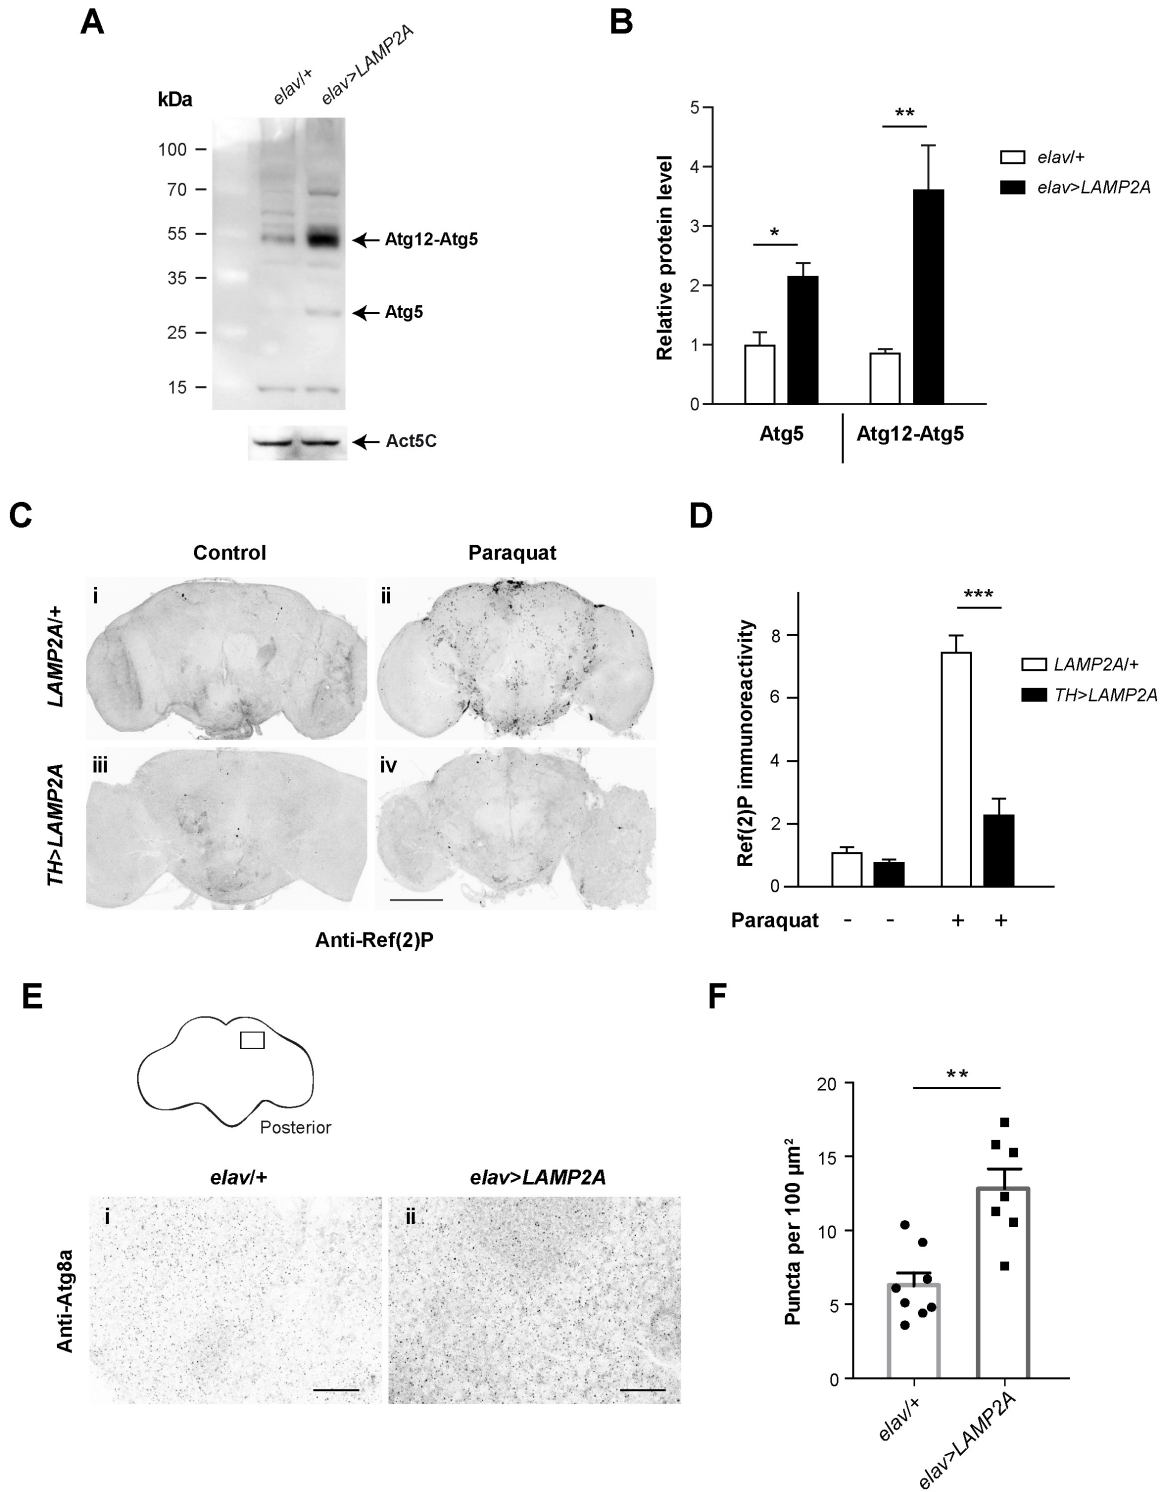 A
elav/+
elav>LAMP2A
kDa
100
70
55
35
25
15
Atg12-Atg5
Atg5
Act5C
B
Relative protein level
5
4
3
2
1
0
*
**
elav/+
elav>LAMP2A
Atg5
Atg12-Atg5
C
Control
Paraquat
LAMP2A/+
TH>LAMP2A
i
ii
iii
iv
Anti-Ref(2)P
D
Ref(2)P immunoreactivity
8
6
4
2
0
***
LAMP2A/+
TH>LAMP2A
Paraquat - - + +
E
Posterior
elav/+
elav>LAMP2A
Anti-Atg8a
i
ii
F
Puncta per 100 µm²
20
15
10
5
0
**
elav/+
elav>LAMP2A